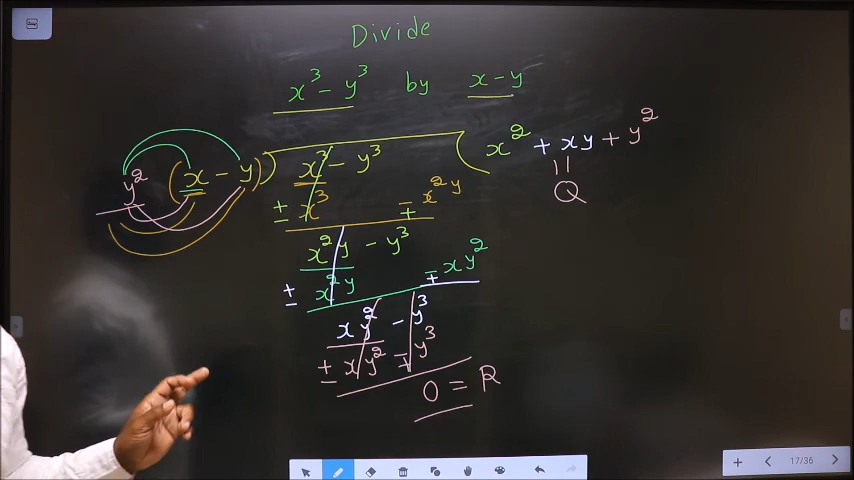 Divide
x³ - y³ by x - y
y² (x - y) ) x³ - y³ ( x² + xy + y²
± x³ ∓ x²y
Q
x²y - y³
± x²y ∓ xy²
xy² - y³
± xy² ∓ y³
0 = R
17/36